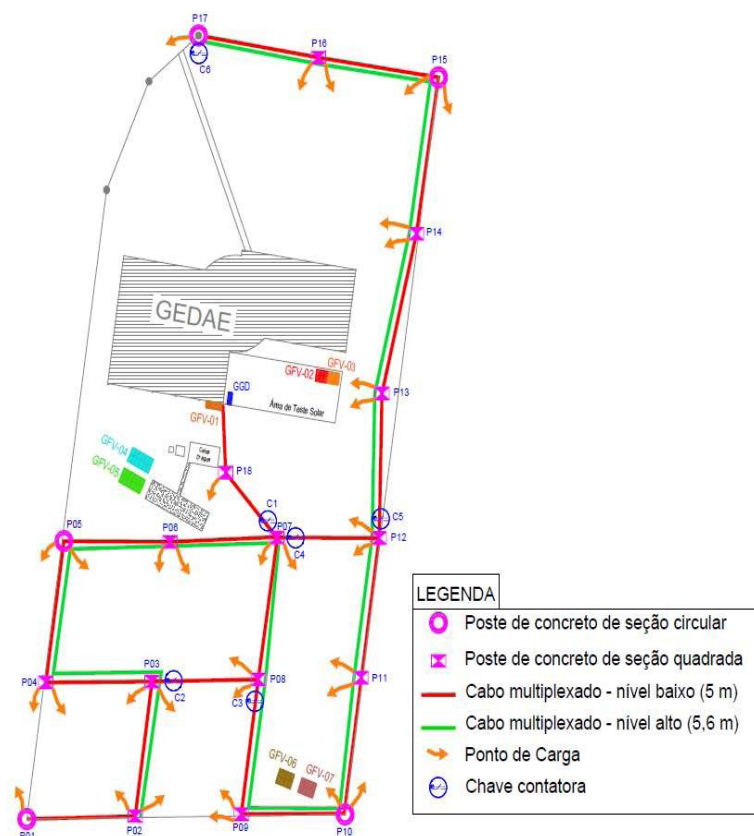 P17
P16
P15
C6
P14
GEDAE
GFV-03
GFV-02
GGD
Área de Teste Solar
GFV-01
P13
GFV-04
GFV-05
P18
C1
C5
P05
P06
P07
C4
P12
LEGENDA
Poste de concreto de seção circular
Poste de concreto de seção quadrada
Cabo multiplexado - nível baixo (5 m)
Cabo multiplexado - nível alto (5,6 m)
Ponto de Carga
Chave contatora
P04
P03
C2
P08
C3
P11
GFV-06
GFV-07
P01
P02
P09
P10